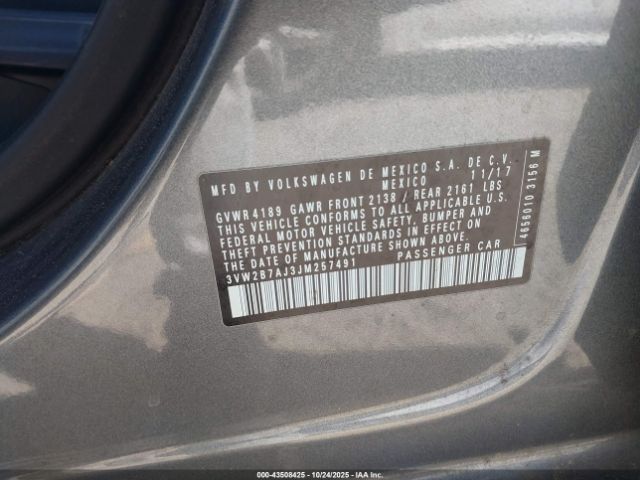 MFD BY VOLKSWAGEN DE MEXICO S.A. DE C.V.
MEXICO 11/17
GVWR 4189 GAWR FRONT 2138 / REAR 2161 LBS
THIS VEHICLE CONFORMS TO ALL APPLICABLE U.S.
FEDERAL MOTOR VEHICLE SAFETY, BUMPER AND
THEFT PREVENTION STANDARDS IN EFFECT ON
THE DATE OF MANUFACTURE SHOWN ABOVE.
3VW2B7AJ3JM257491 PASSENGER CAR
4656010 3156 M
000-43508425 • 10/24/2025 • ©IAA Inc.